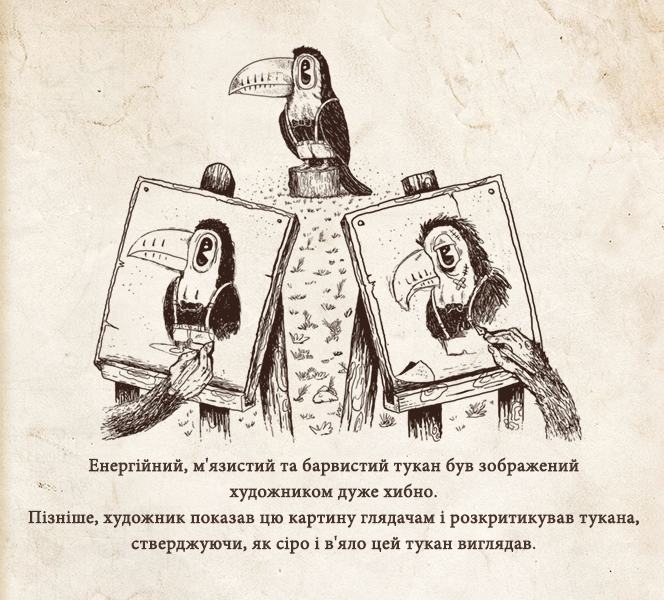 Енергійний, м'язистий та барвистий тукан був зображений
художником дуже хибно.
Пізніше, художник показав цю картину глядачам і розкритикував тукана,
стверджуючи, як сіро і в'яло цей тукан виглядав.